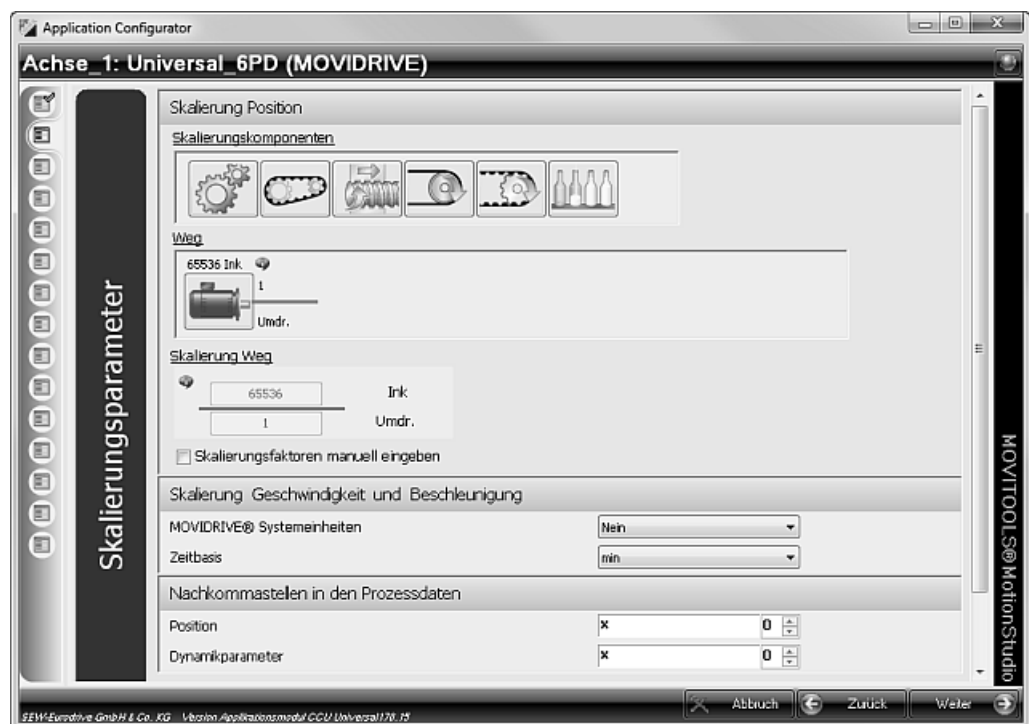 Application Configurator
Achse_1: Universal_6PD (MOVIDRIVE)
Skalierungsparameter
Skalierung Position
Skalierungskomponenten
Weg
65536 Ink
1
Umdr.
Skalierung Weg
65536 Ink
1 Umdr.
Skalierungsfaktoren manuell eingeben
Skalierung Geschwindigkeit und Beschleunigung
MOVIDRIVE® Systemeinheiten Nein
Zeitbasis min
Nachkommastellen in den Prozessdaten
Position x 0
Dynamikparameter x 0
MOVITOOLS®MotionStudio
Abbruch Zurück Weiter
SEW-Eurodrive GmbH & Co. KG Version Applikationsmodul CCU Universal 170.15